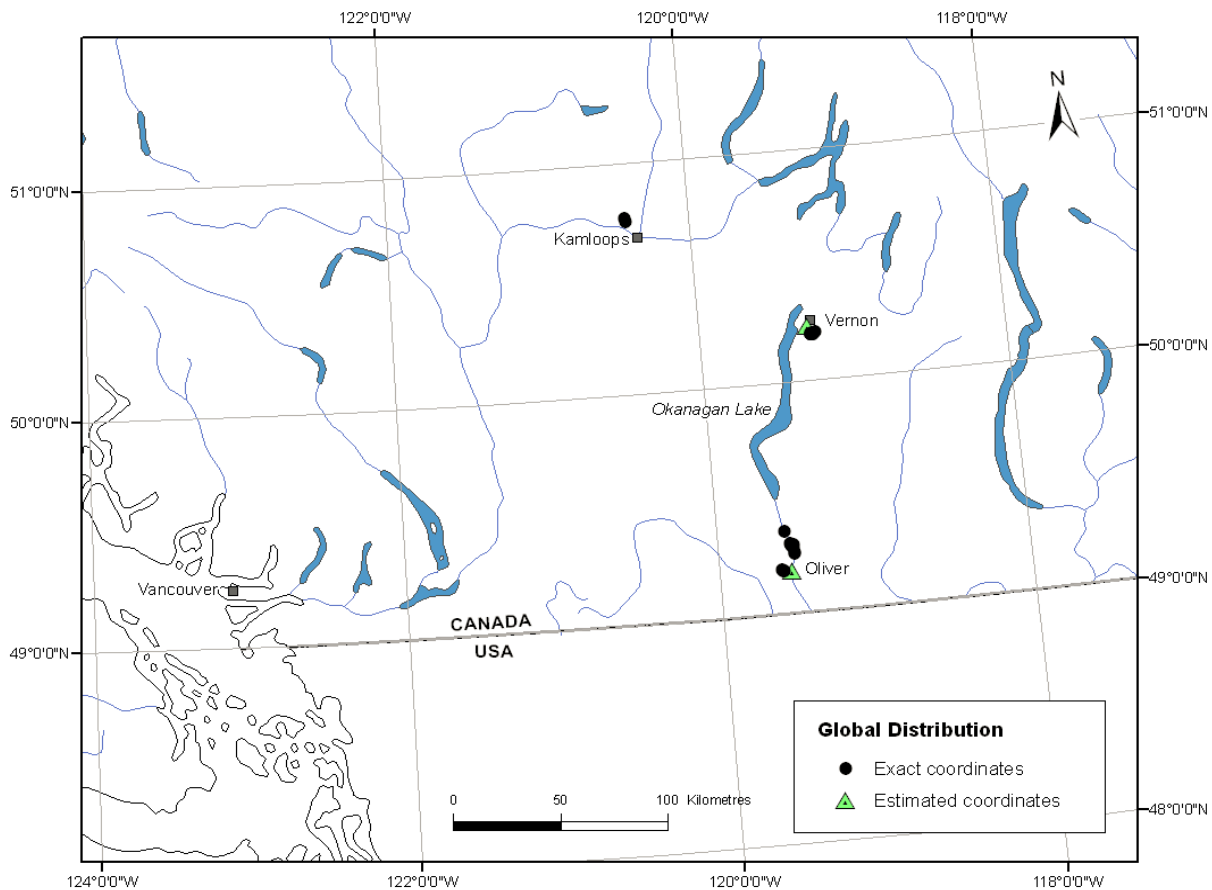 122°0'0"W 120°0'0"W 118°0'0"W
N
51°0'0"N
51°0'0"N
Kamloops
Vernon
50°0'0"N
Okanagan Lake
50°0'0"N
Oliver
49°0'0"N
Vancouver
CANADA
USA
49°0'0"N
Global Distribution
Exact coordinates
Estimated coordinates
0 50 100 Kilometres
48°0'0"N
124°0'0"W 122°0'0"W 120°0'0"W 118°0'0"W